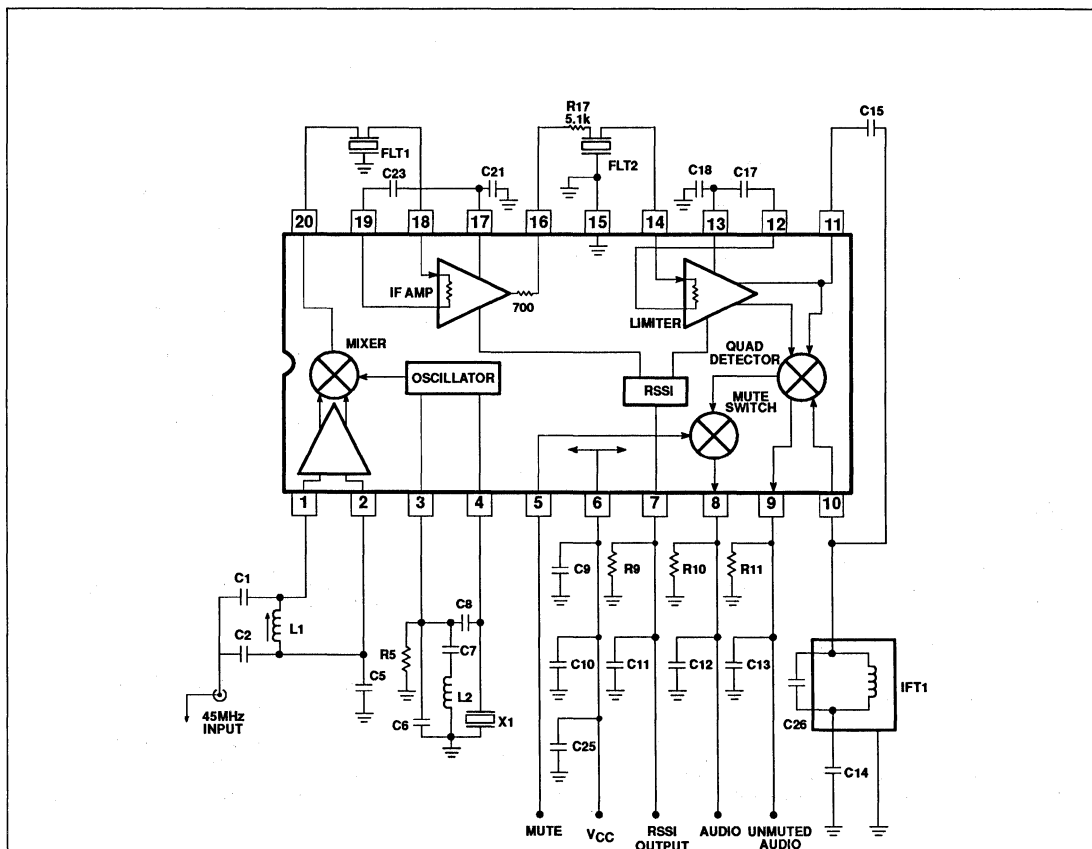 R17
5.1k
C15
FLT1
FLT2
C23
C21
C18
C17
20
19
18
17
16
15
14
13
12
11
IF AMP
700
LIMITER
MIXER
OSCILLATOR
RSSI
QUAD
DETECTOR
MUTE
SWITCH
1
2
3
4
5
6
7
8
9
10
C1
L1
C2
C5
R5
C8
C7
L2
C6
X1
C9
R9
R10
R11
C10
C11
C12
C13
C25
C26
IFT1
C14
45MHz
INPUT
MUTE
VCC
RSSI
OUTPUT
AUDIO
UNMUTED
AUDIO